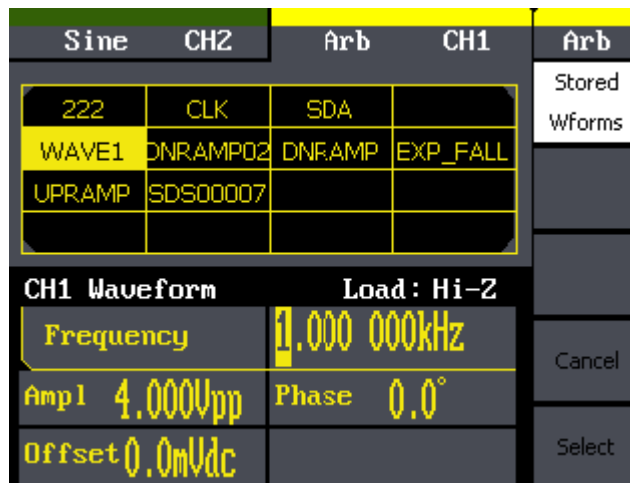 Sine CH2 Arb CH1 Arb
Stored
Wforms
222 CLK SDA
WAVE1 DNRAMP02 DNRAMP EXP_FALL
UPRAMP SDS00007
CH1 Waveform Load: Hi-Z
Frequency 1.000 000kHz
Cancel
Ampl 4.000Vpp Phase 0.0°
Offset 0.0mVdc
Select